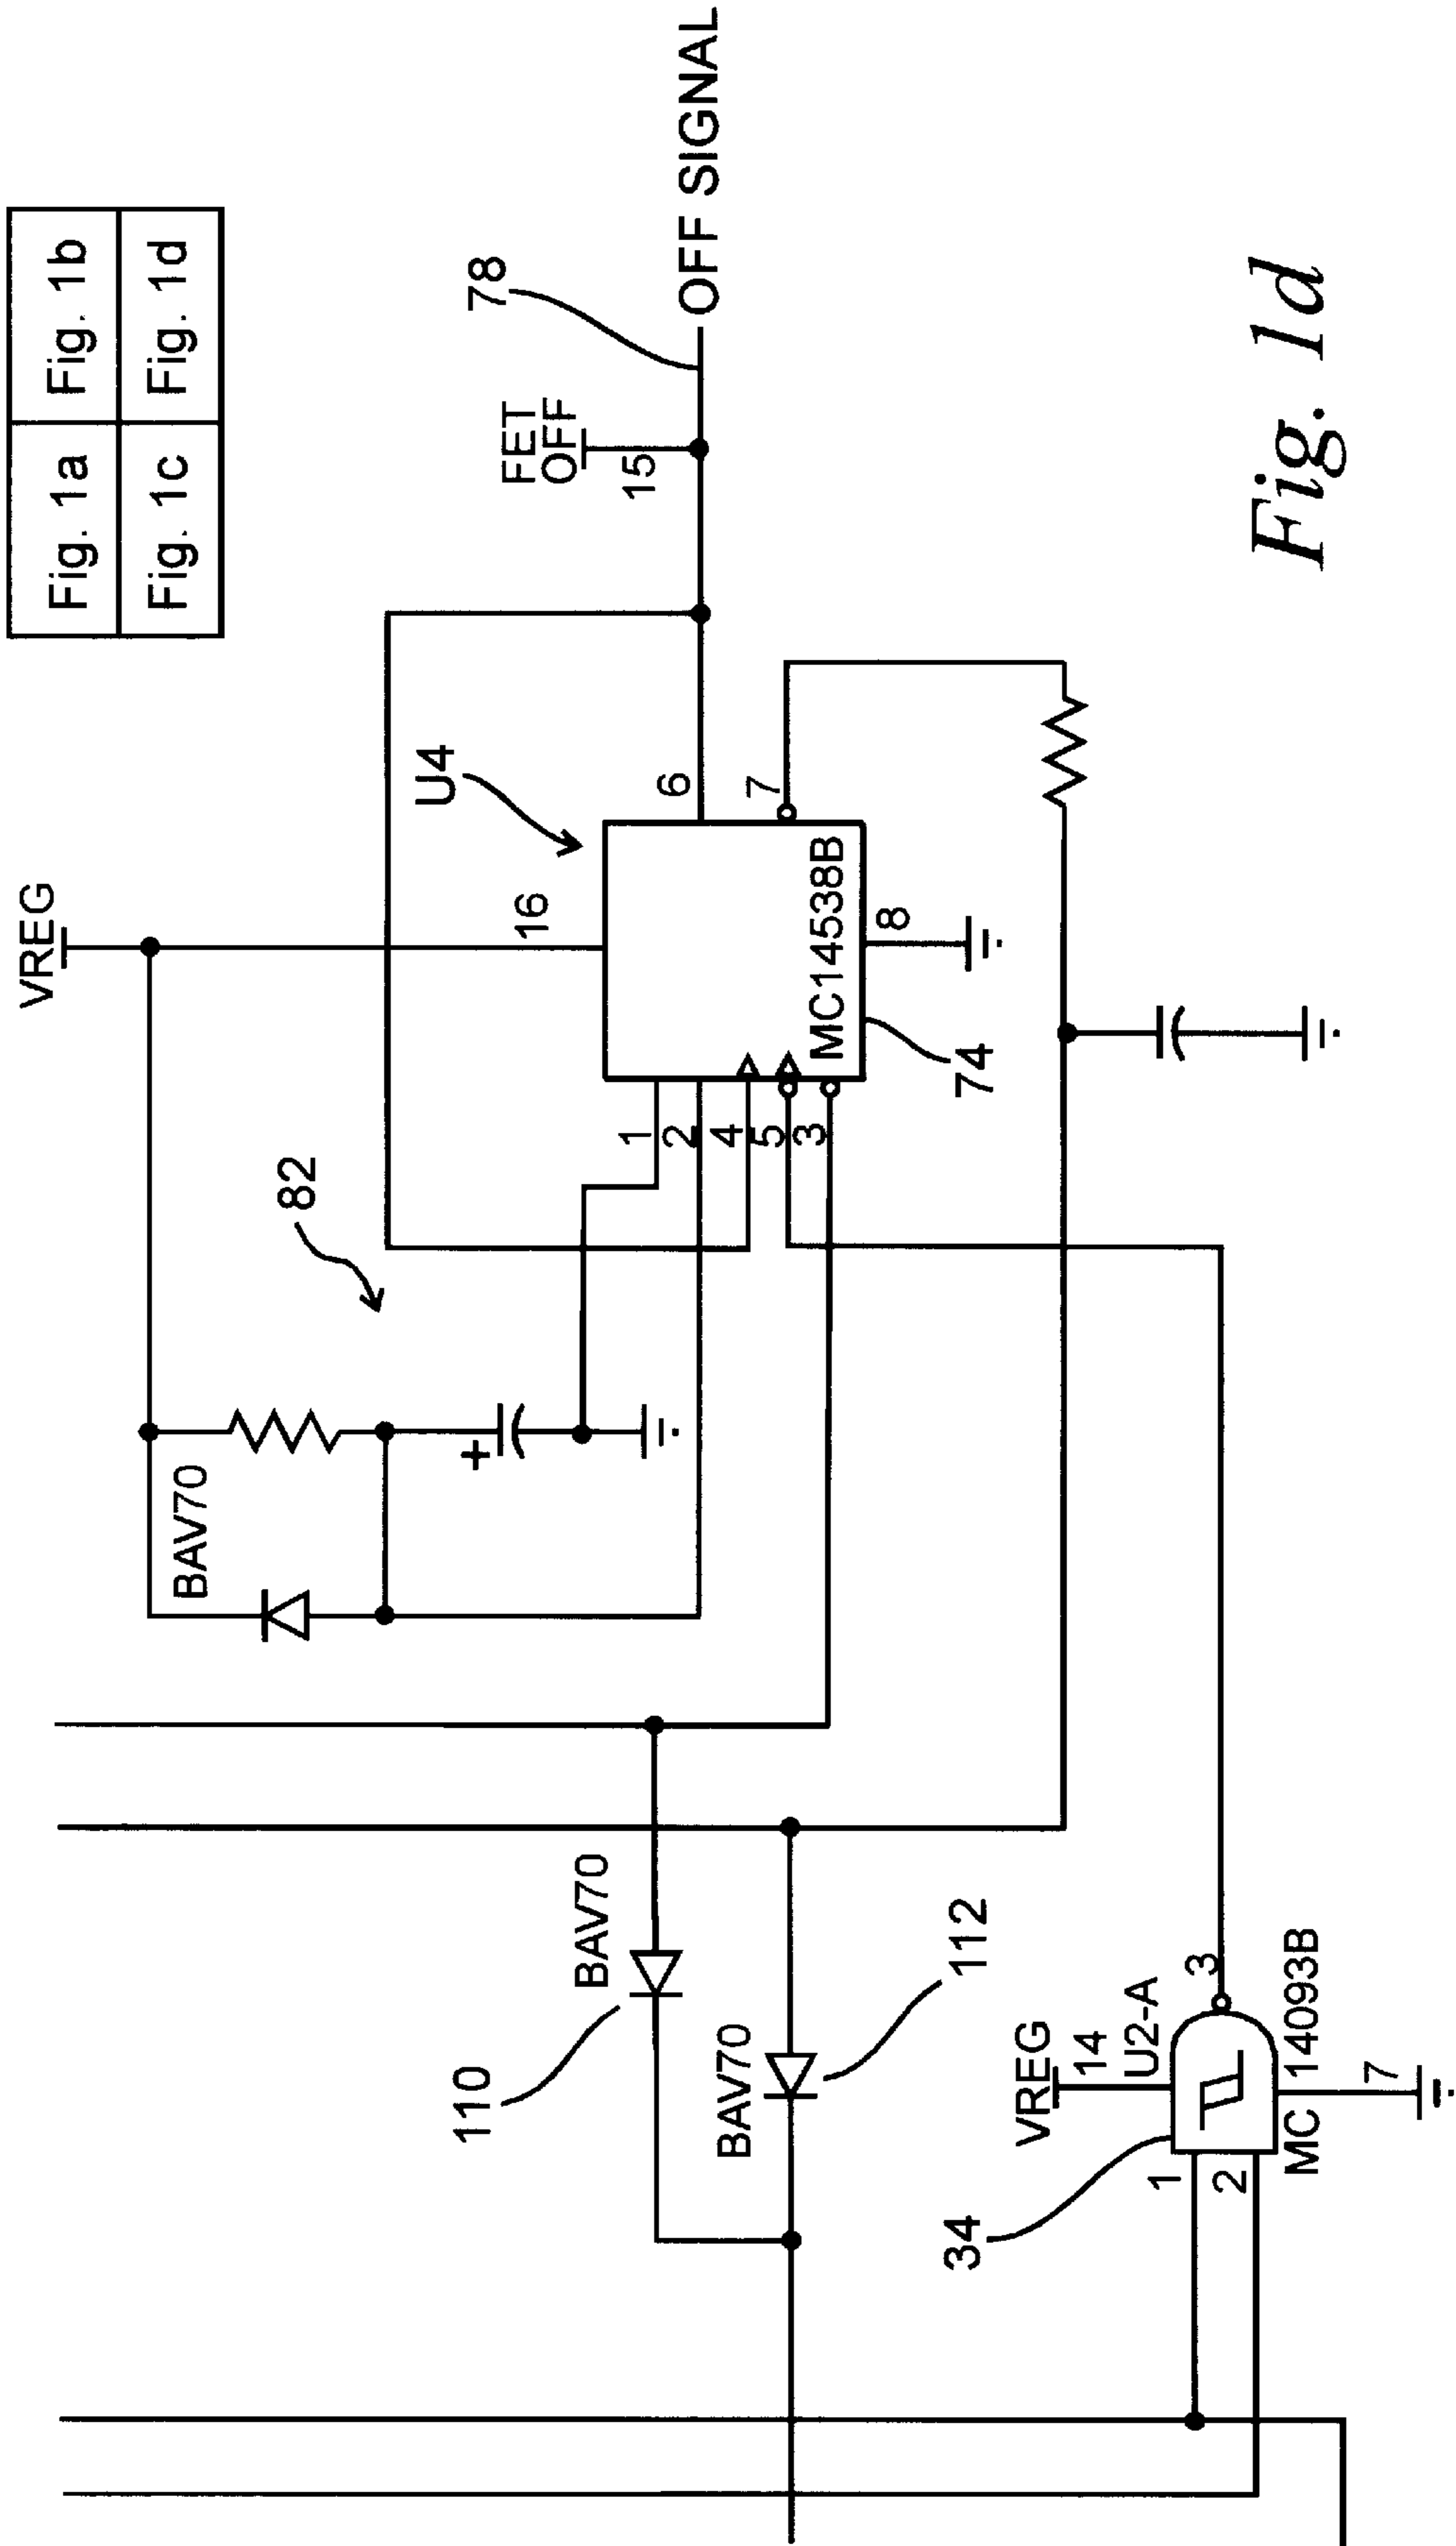 Fig. 1a Fig. 1b
Fig. 1c Fig. 1d
VREG
BAV70
82
16
U4
FET
OFF
15
78
OFF SIGNAL
1
2
4
5
3
6
7
MC14538B
8
74
110
BAV70
BAV70
112
34
VREG
14
U2-A
1
2
3
MC 14093B
7
Fig. 1d